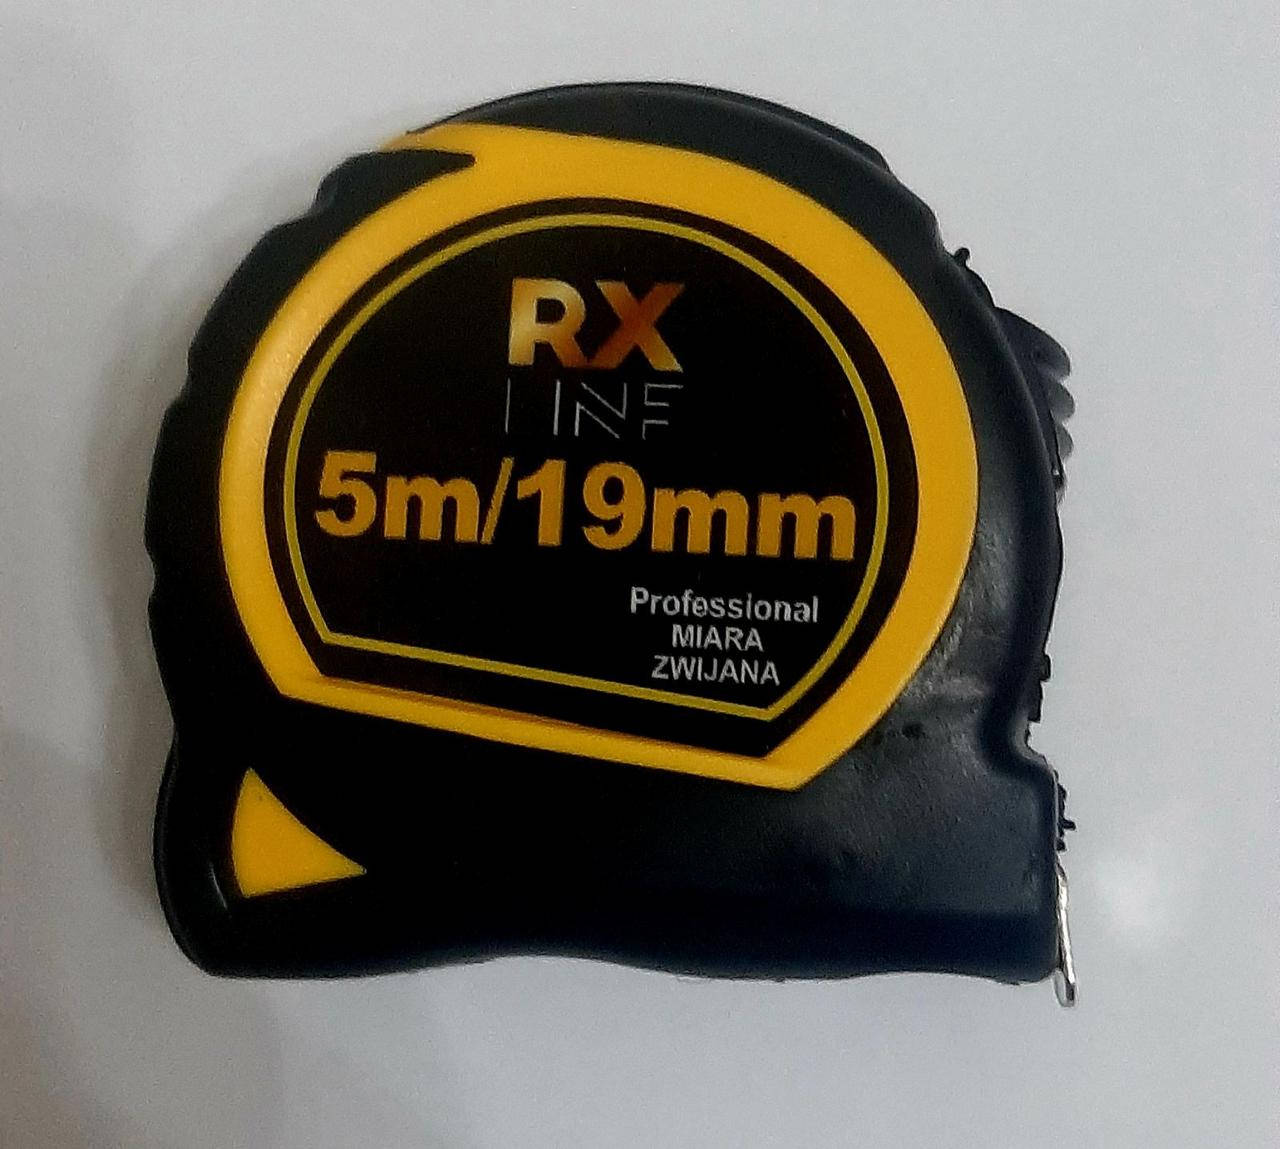 RX
LINE
5m/19mm
Professional
MIARA
ZWIJANA